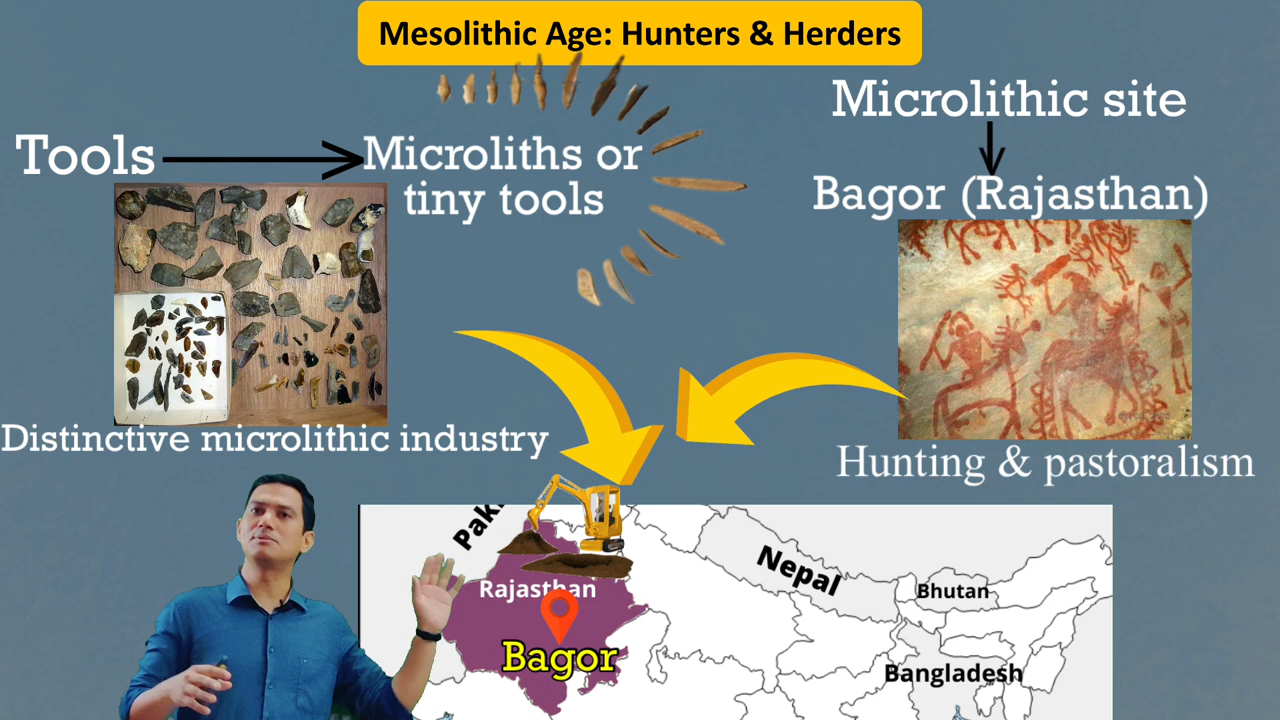 Mesolithic Age: Hunters & Herders
Tools
Microliths or
tiny tools
Microlithic site
Bagor (Rajasthan)
Distinctive microlithic industry
Hunting & pastoralism
Nepal
Rajasthan
Bhutan
Bagor
Bangladesh